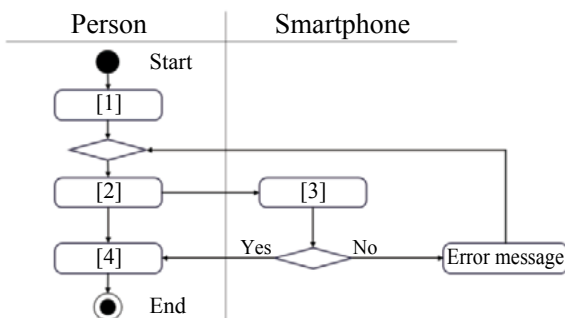 Person Smartphone
Start
[1]
[2] [3]
Yes No
[4] Error message
End